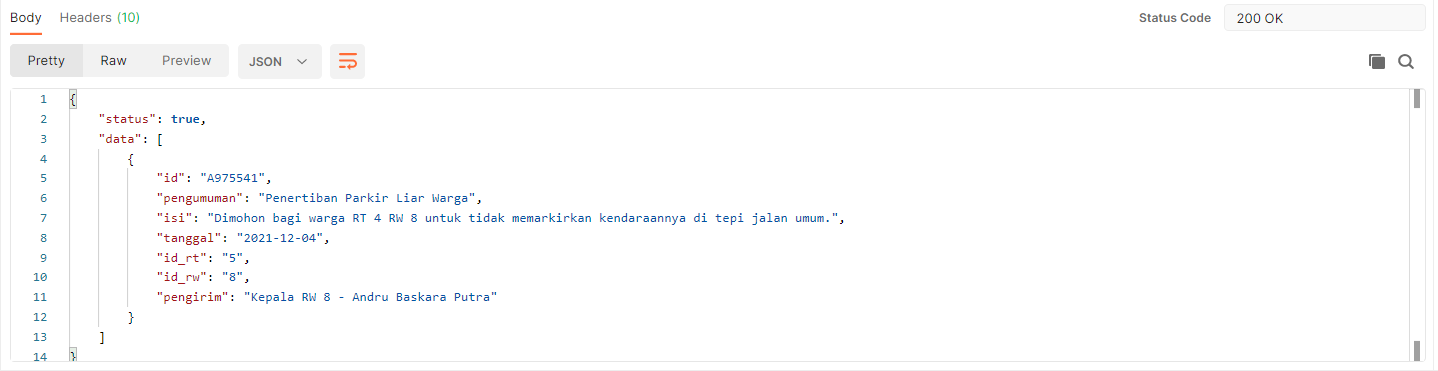 Body Headers (10) Status Code 200 OK
Pretty Raw Preview JSON
1 {
2 "status": true,
3 "data": [
4 {
5 "id": "A975541",
6 "pengumuman": "Penertiban Parkir Liar Warga",
7 "isi": "Dimohon bagi warga RT 4 RW 8 untuk tidak memarkirkan kendaraannya di tepi jalan umum.",
8 "tanggal": "2021-12-04",
9 "id_rt": "5",
10 "id_rw": "8",
11 "pengirim": "Kepala RW 8 - Andru Baskara Putra"
12 }
13 ]
14 }